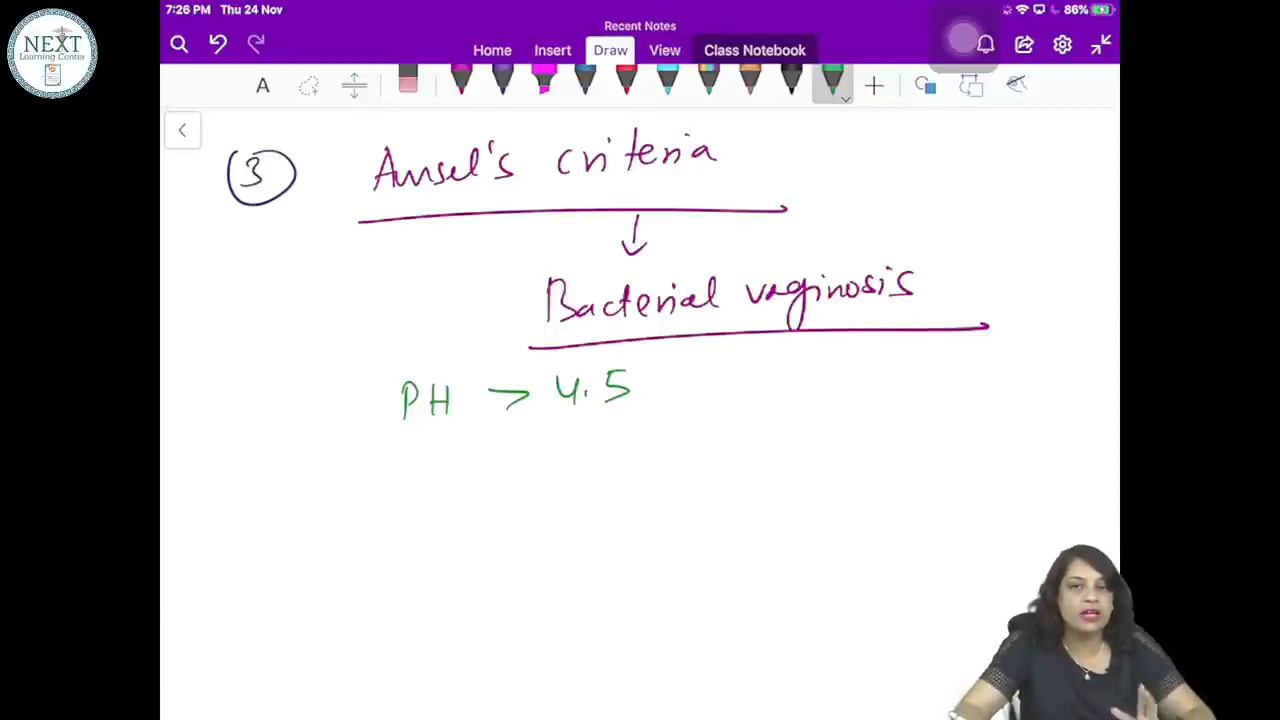 7:26 PM Thu 24 Nov
86%
Recent Notes
Home Insert Draw View Class Notebook
NEXT
Learning Center
A
3 Amsel's criteria
Bacterial vaginosis
PH > 4.5